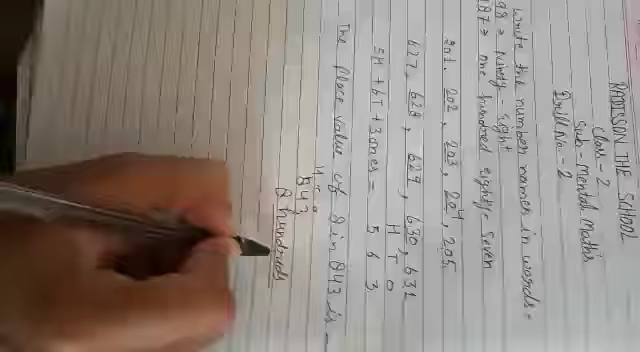 RADISSON THE SCHOOL
Class - 2
Sub - Mental Maths
Drill No. - 2
Write the number names in words -
98 → ninety - eight
187 → one hundred eighty - seven
201, 202, 203, 204, 205
627, 628, 629, 630, 631
H T O
5H + 6T + 3 ones = 5 6 3
The place value of 8 in 843 is -
H T O
843
8 hundreds